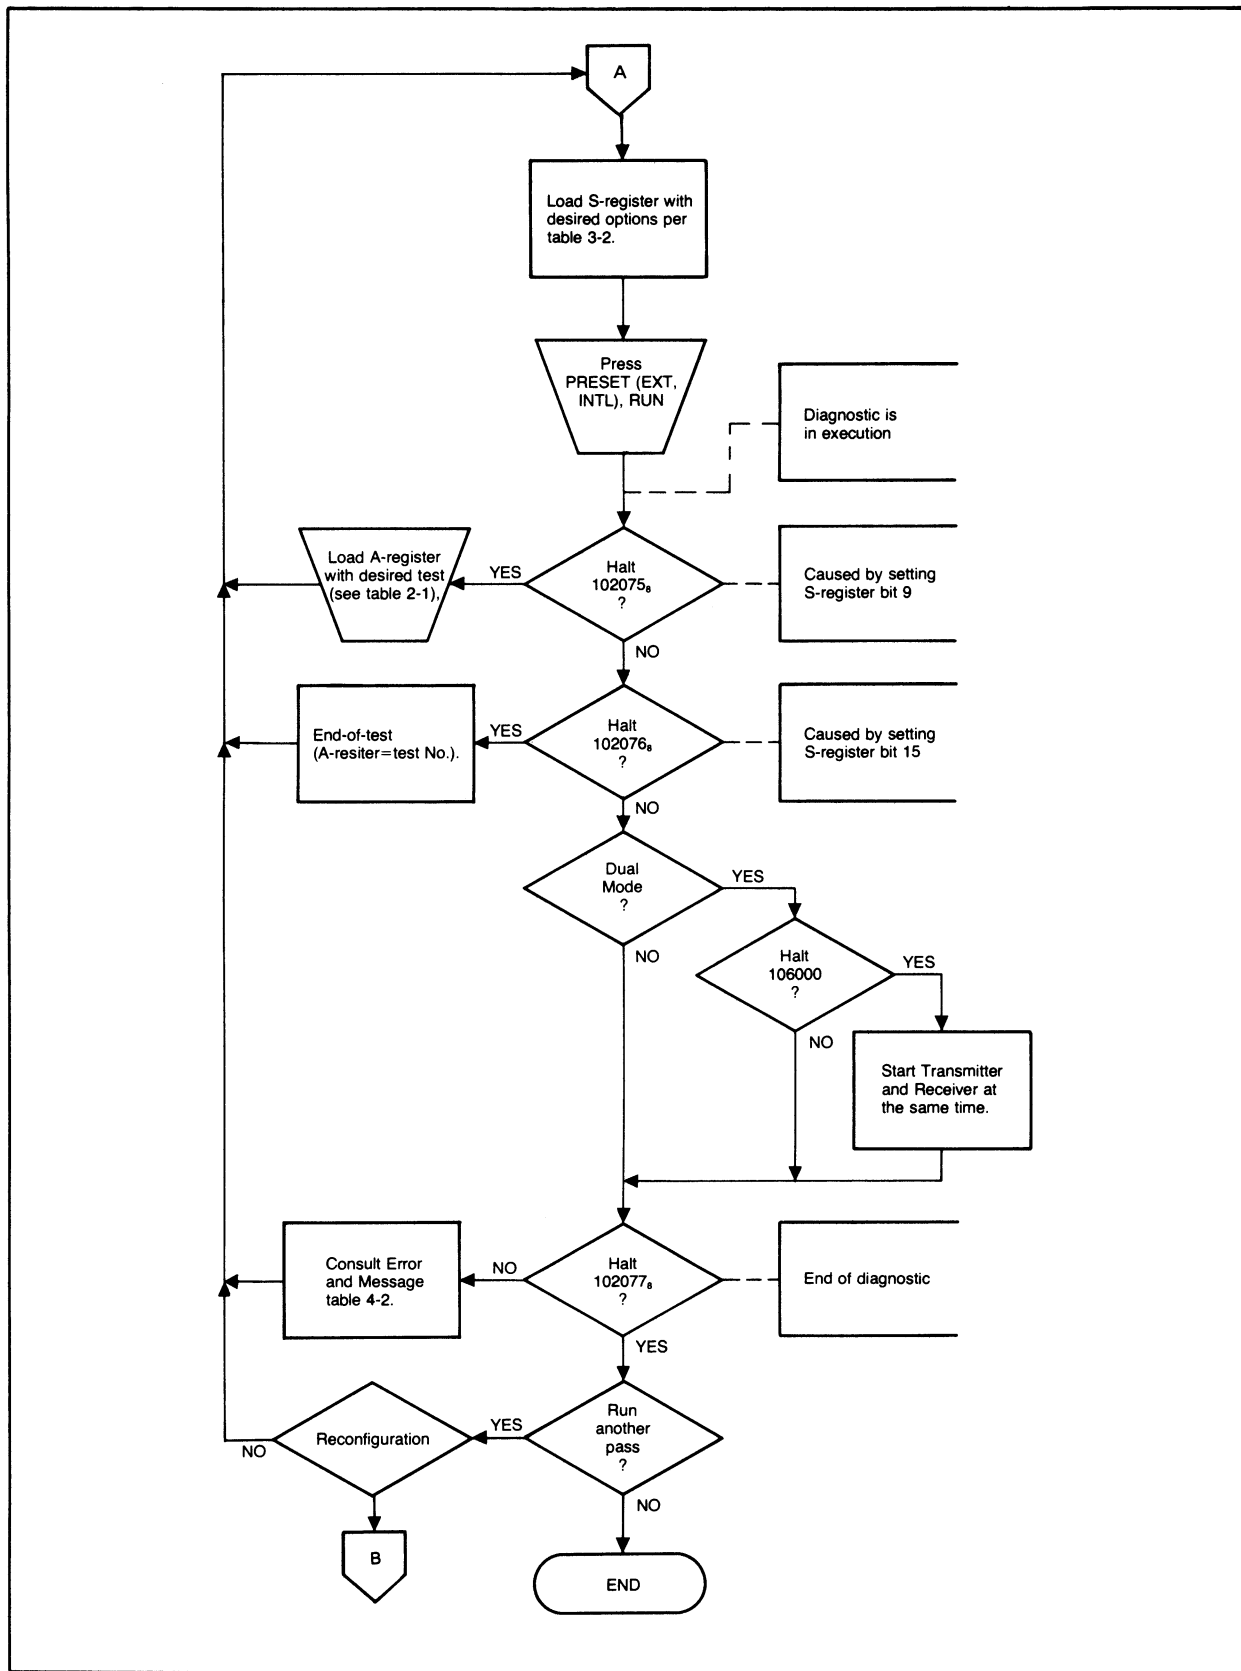 A
Load S-register with
desired options per
table 3-2.
Press
PRESET (EXT,
INTL), RUN
Diagnostic is
in execution
Load A-register
with desired test
(see table 2-1),
YES
Halt
102075₈
?
Caused by setting
S-register bit 9
NO
End-of-test
(A-resiter=test No.).
YES
Halt
102076₈
?
Caused by setting
S-register bit 15
NO
Dual
Mode
?
YES
NO
Halt
106000
?
YES
NO
Start Transmitter
and Receiver at
the same time.
Consult Error
and Message
table 4-2.
NO
Halt
102077₈
?
End of diagnostic
YES
Reconfiguration
NO
YES
Run
another
pass
?
NO
B
END